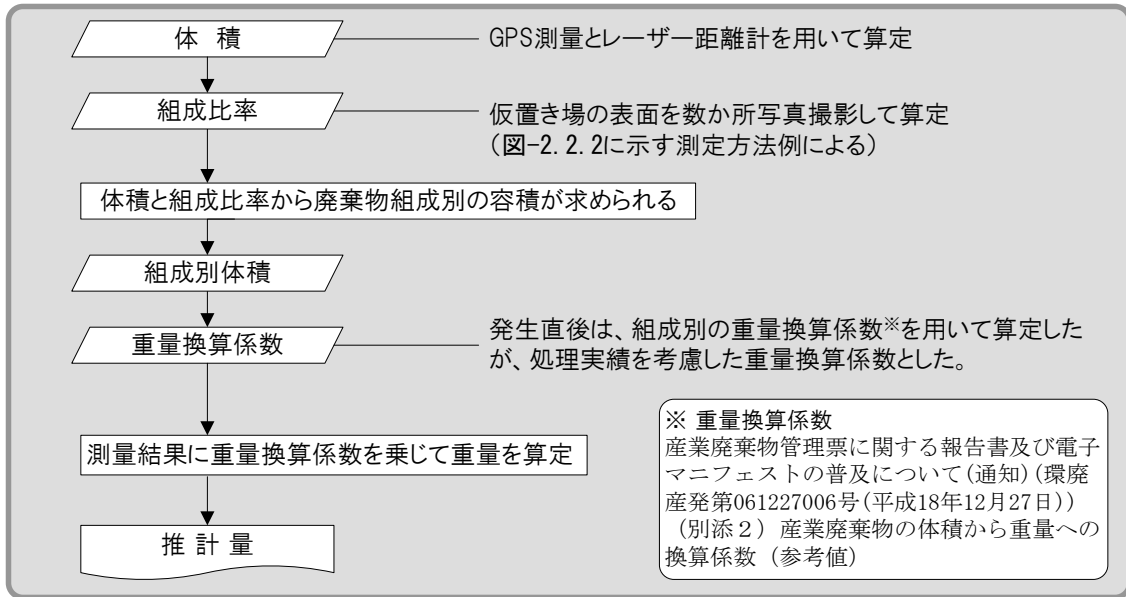 体 積
GPS測量とレーザー距離計を用いて算定
組成比率
仮置き場の表面を数か所写真撮影して算定
（図-2.2.2に示す測定方法例による）
体積と組成比率から廃棄物組成別の容積が求められる
組成別体積
重量換算係数
発生直後は、組成別の重量換算係数※を用いて算定した
が、処理実績を考慮した重量換算係数とした。
測量結果に重量換算係数を乗じて重量を算定
推 計 量
※ 重量換算係数
産業廃棄物管理票に関する報告書及び電子
マニフェストの普及について(通知)(環廃
産発第061227006号(平成18年12月27日))
（別添２）産業廃棄物の体積から重量への
換算係数（参考値）